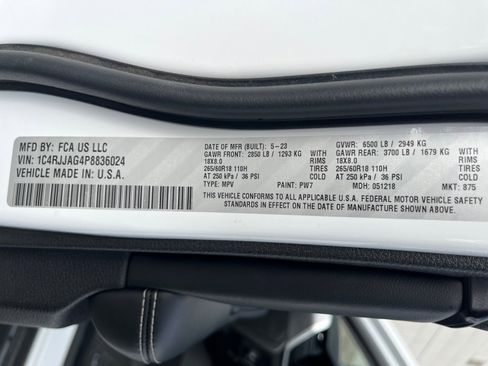 MFD BY: FCA US LLC
VIN: 1C4RJJAG4P8836024
VEHICLE MADE IN: U.S.A.
DATE OF MFR (BUILT): 5-23 GVWR: 6500 LB / 2949 KG
GAWR FRONT: 2850 LB / 1293 KG WITH GAWR REAR: 3700 LB / 1679 KG WITH
18X8.0 RIMS 18X8.0 RIMS
265/60R18 110H TIRES 265/60R18 110H TIRES
AT 250 kPa / 36 PSI COLD AT 250 kPa / 36 PSI COLD
TYPE: MPV PAINT: PW7 MDH: 051218 MKT: 875
THIS VEHICLE CONFORMS TO ALL APPLICABLE U.S.A. FEDERAL MOTOR VEHICLE SAFETY
STANDARDS IN EFFECT ON THE DATE OF MANUFACTURE SHOWN ABOVE.